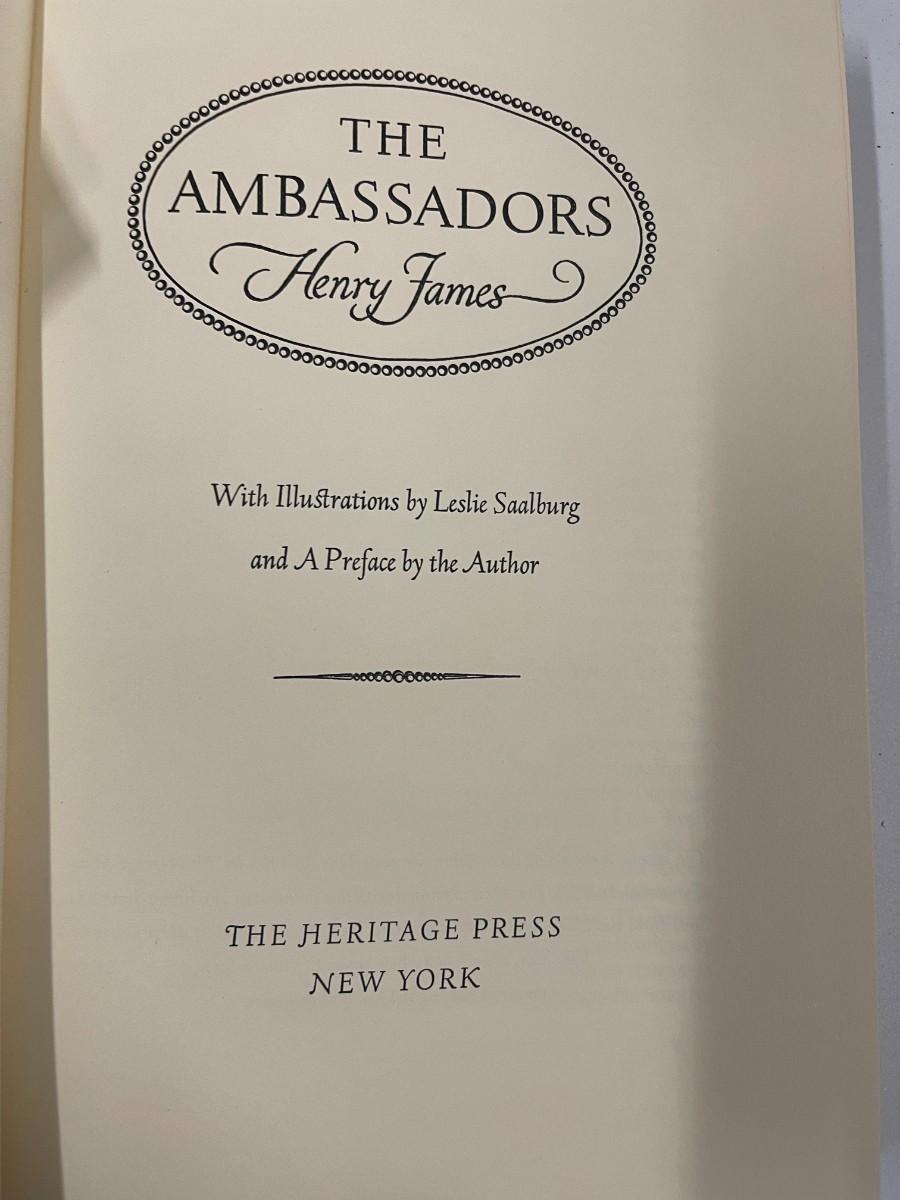 THE
AMBASSADORS
Henry James
With Illustrations by Leslie Saalburg
and A Preface by the Author
THE HERITAGE PRESS
NEW YORK